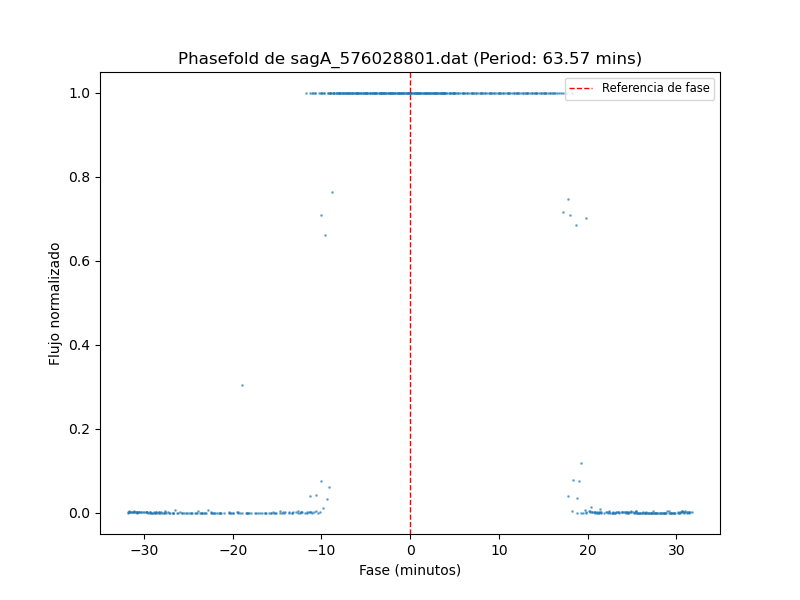 Phasefold de sagA_576028801.dat (Period: 63.57 mins)
Referencia de fase
Flujo normalizado
1.0
0.8
0.6
0.4
0.2
0.0
−30 −20 −10 0 10 20 30
Fase (minutos)